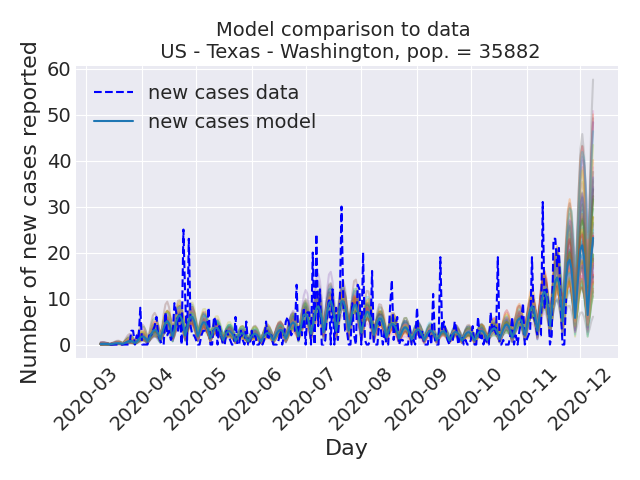 Model comparison to data
US - Texas - Washington, pop. = 35882
Number of new cases reported
60
50
40
30
20
10
0
new cases data
new cases model
2020-03
2020-04
2020-05
2020-06
2020-07
2020-08
2020-09
2020-10
2020-11
2020-12
Day